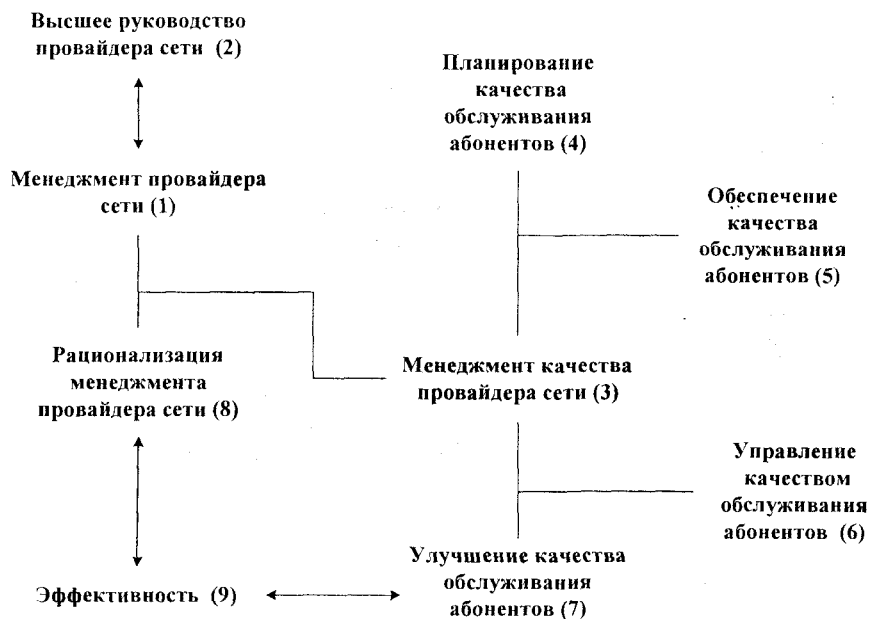 Высшее руководство
провайдера сети (2)
Планирование
качества
обслуживания
абонентов (4)
Менеджмент провайдера
сети (1)
Обеспечение
качества
обслуживания
абонентов (5)
Рационализация
менеджмента
провайдера сети (8)
Менеджмент качества
провайдера сети (3)
Управление
качеством
обслуживания
абонентов (6)
Улучшение качества
обслуживания
абонентов (7)
Эффективность (9)